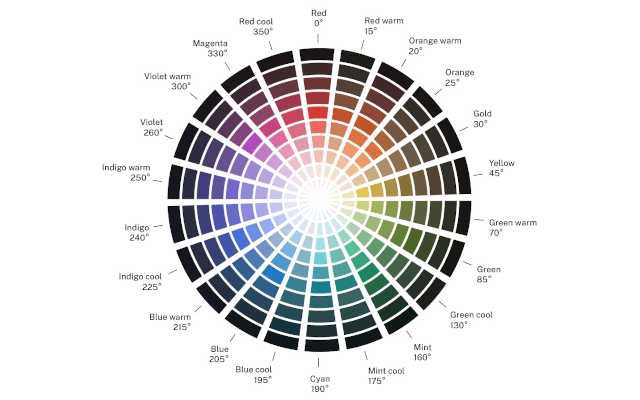 Red
0°
Red warm
15°
Orange warm
20°
Orange
25°
Gold
30°
Yellow
45°
Green warm
70°
Green
85°
Green cool
130°
Mint
160°
Mint cool
175°
Cyan
190°
Blue cool
195°
Blue
205°
Blue warm
215°
Indigo cool
225°
Indigo
240°
Indigo warm
250°
Violet
260°
Violet warm
300°
Magenta
330°
Red cool
350°